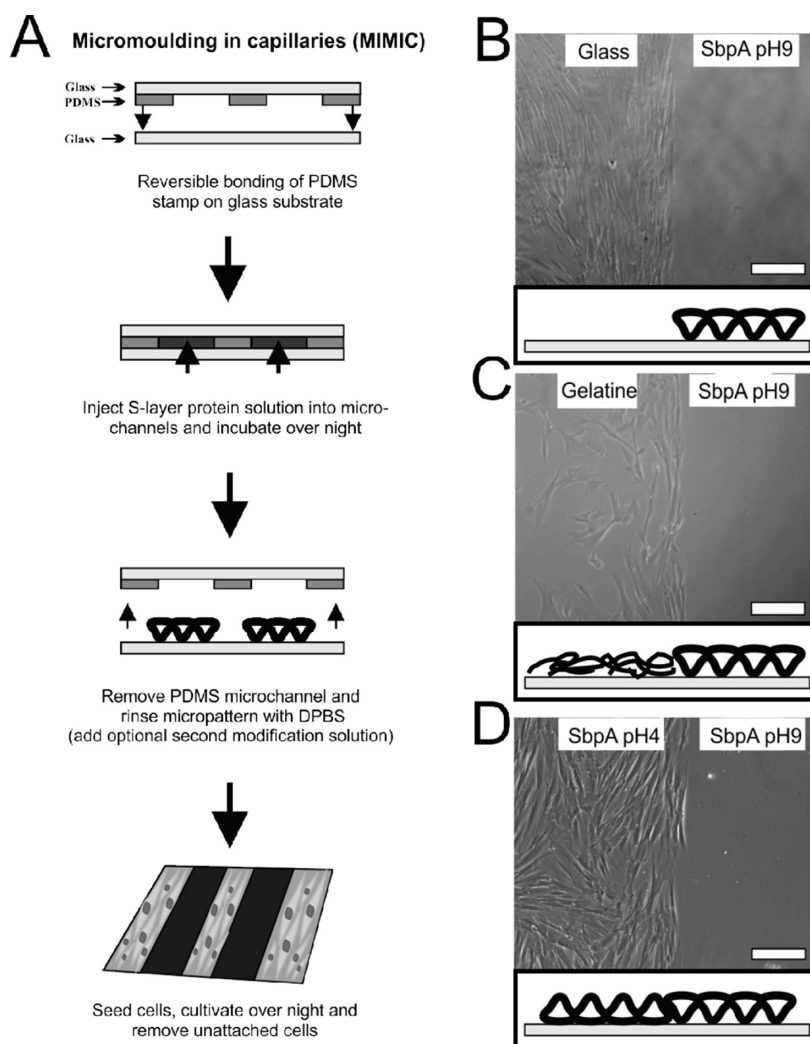 A
Micromoulding in capillaries (MIMIC)
Glass
PDMS
Glass
Reversible bonding of PDMS
stamp on glass substrate
Inject S-layer protein solution into micro-
channels and incubate over night
Remove PDMS microchannel and
rinse micropattern with DPBS
(add optional second modification solution)
Seed cells, cultivate over night and
remove unattached cells
B
Glass
SbpA pH9
C
Gelatine
SbpA pH9
D
SbpA pH4
SbpA pH9